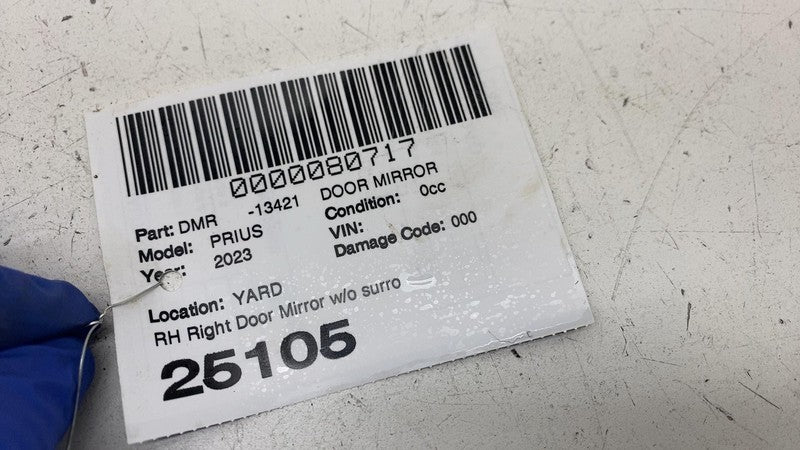 0000080717
Part: DMR -13421 DOOR MIRROR
Model: PRIUS Condition: 0cc
Year: 2023 VIN:
Damage Code: 000
Location: YARD
RH Right Door Mirror w/o surro
25105